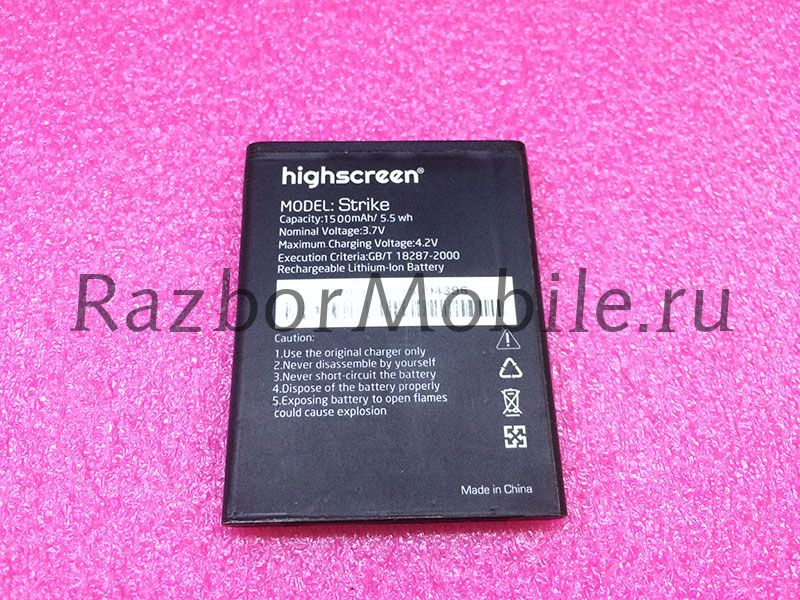 highscreen®
MODEL: Strike
Capacity:1500mAh/ 5.5 wh
Nominal Voltage:3.7V
Maximum Charging Voltage:4.2V
Execution Criteria:GB/T 18287-2000
Rechargeable Lithium-Ion Battery
RazborMobile.ru
Caution:
1.Use the original charger only
2.Never disassemble by yourself
3.Never short-circuit the battery
4.Dispose of the battery properly
5.Exposing battery to open flames
could cause explosion
Made in China